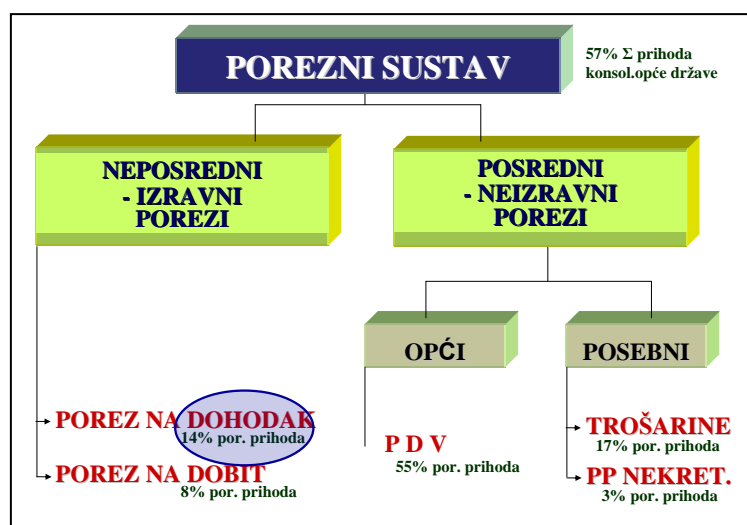 POREZNI SUSTAV
57% Σ prihoda
konsol.opće države
NEPOSREDNI
- IZRAVNI
POREZI
POSREDNI
- NEIZRAVNI
POREZI
OPĆI
POSEBNI
POREZ NA DOHODAK
14% por. prihoda
POREZ NA DOBIT
8% por. prihoda
P D V
55% por. prihoda
TROŠARINE
17% por. prihoda
PP NEKRET.
3% por. prihoda